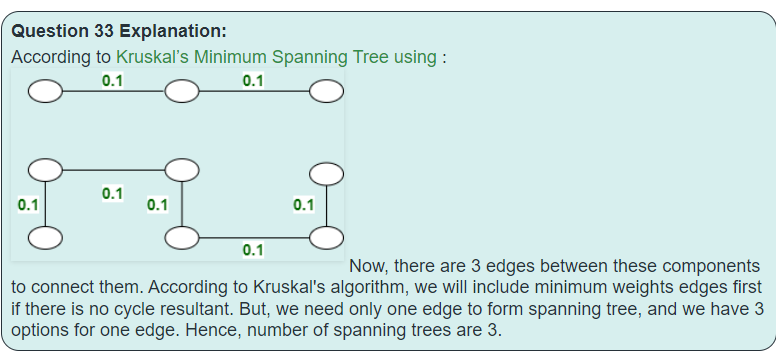 Question 33 Explanation:
According to Kruskal’s Minimum Spanning Tree using :
0.1 0.1
0.1 0.1 0.1 0.1
0.1
Now, there are 3 edges between these components
to connect them. According to Kruskal's algorithm, we will include minimum weights edges first
if there is no cycle resultant. But, we need only one edge to form spanning tree, and we have 3
options for one edge. Hence, number of spanning trees are 3.